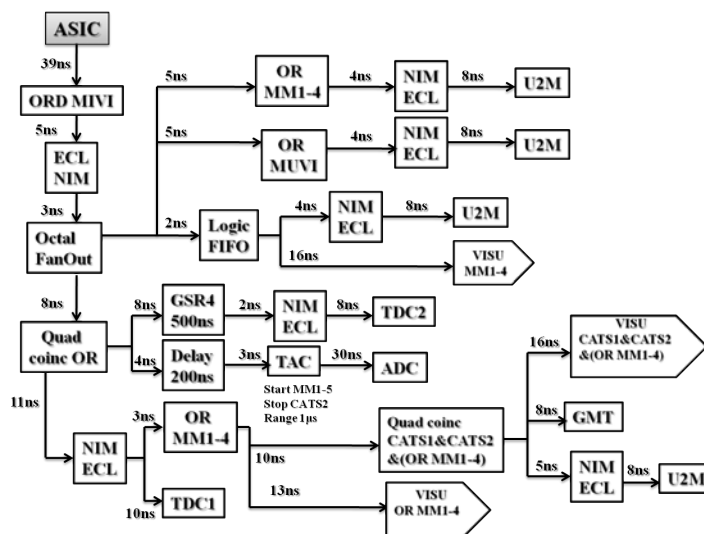 ASIC
39ns
ORD MIVI
5ns
ECL
NIM
3ns
Octal
FanOut
5ns
OR
MM1-4
4ns
NIM
ECL
8ns
U2M
5ns
OR
MUVI
4ns
NIM
ECL
8ns
U2M
2ns
Logic
FIFO
4ns
NIM
ECL
8ns
U2M
16ns
VISU
MM1-4
8ns
Quad
coinc OR
8ns
GSR4
500ns
2ns
NIM
ECL
8ns
TDC2
4ns
Delay
200ns
3ns
TAC
30ns
ADC
Start MM1-5
Stop CATS2
Range 1µs
11ns
NIM
ECL
3ns
OR
MM1-4
10ns
TDC1
10ns
Quad coinc
CATS1&CATS2
&(OR MM1-4)
13ns
VISU
OR MM1-4
16ns
VISU
CATS1&CATS2
&(OR MM1-4)
8ns
GMT
5ns
NIM
ECL
8ns
U2M